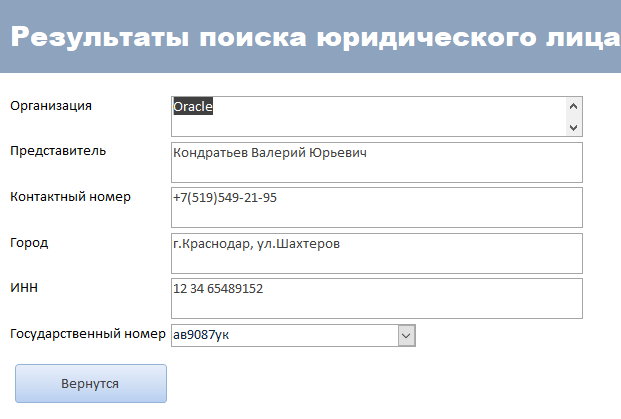 Результаты поиска юридического лица
Организация Oracle
Представитель Кондратьев Валерий Юрьевич
Контактный номер +7(519)549-21-95
Город г.Краснодар, ул.Шахтеров
ИНН 12 34 65489152
Государственный номер ав9087ук
Вернутся